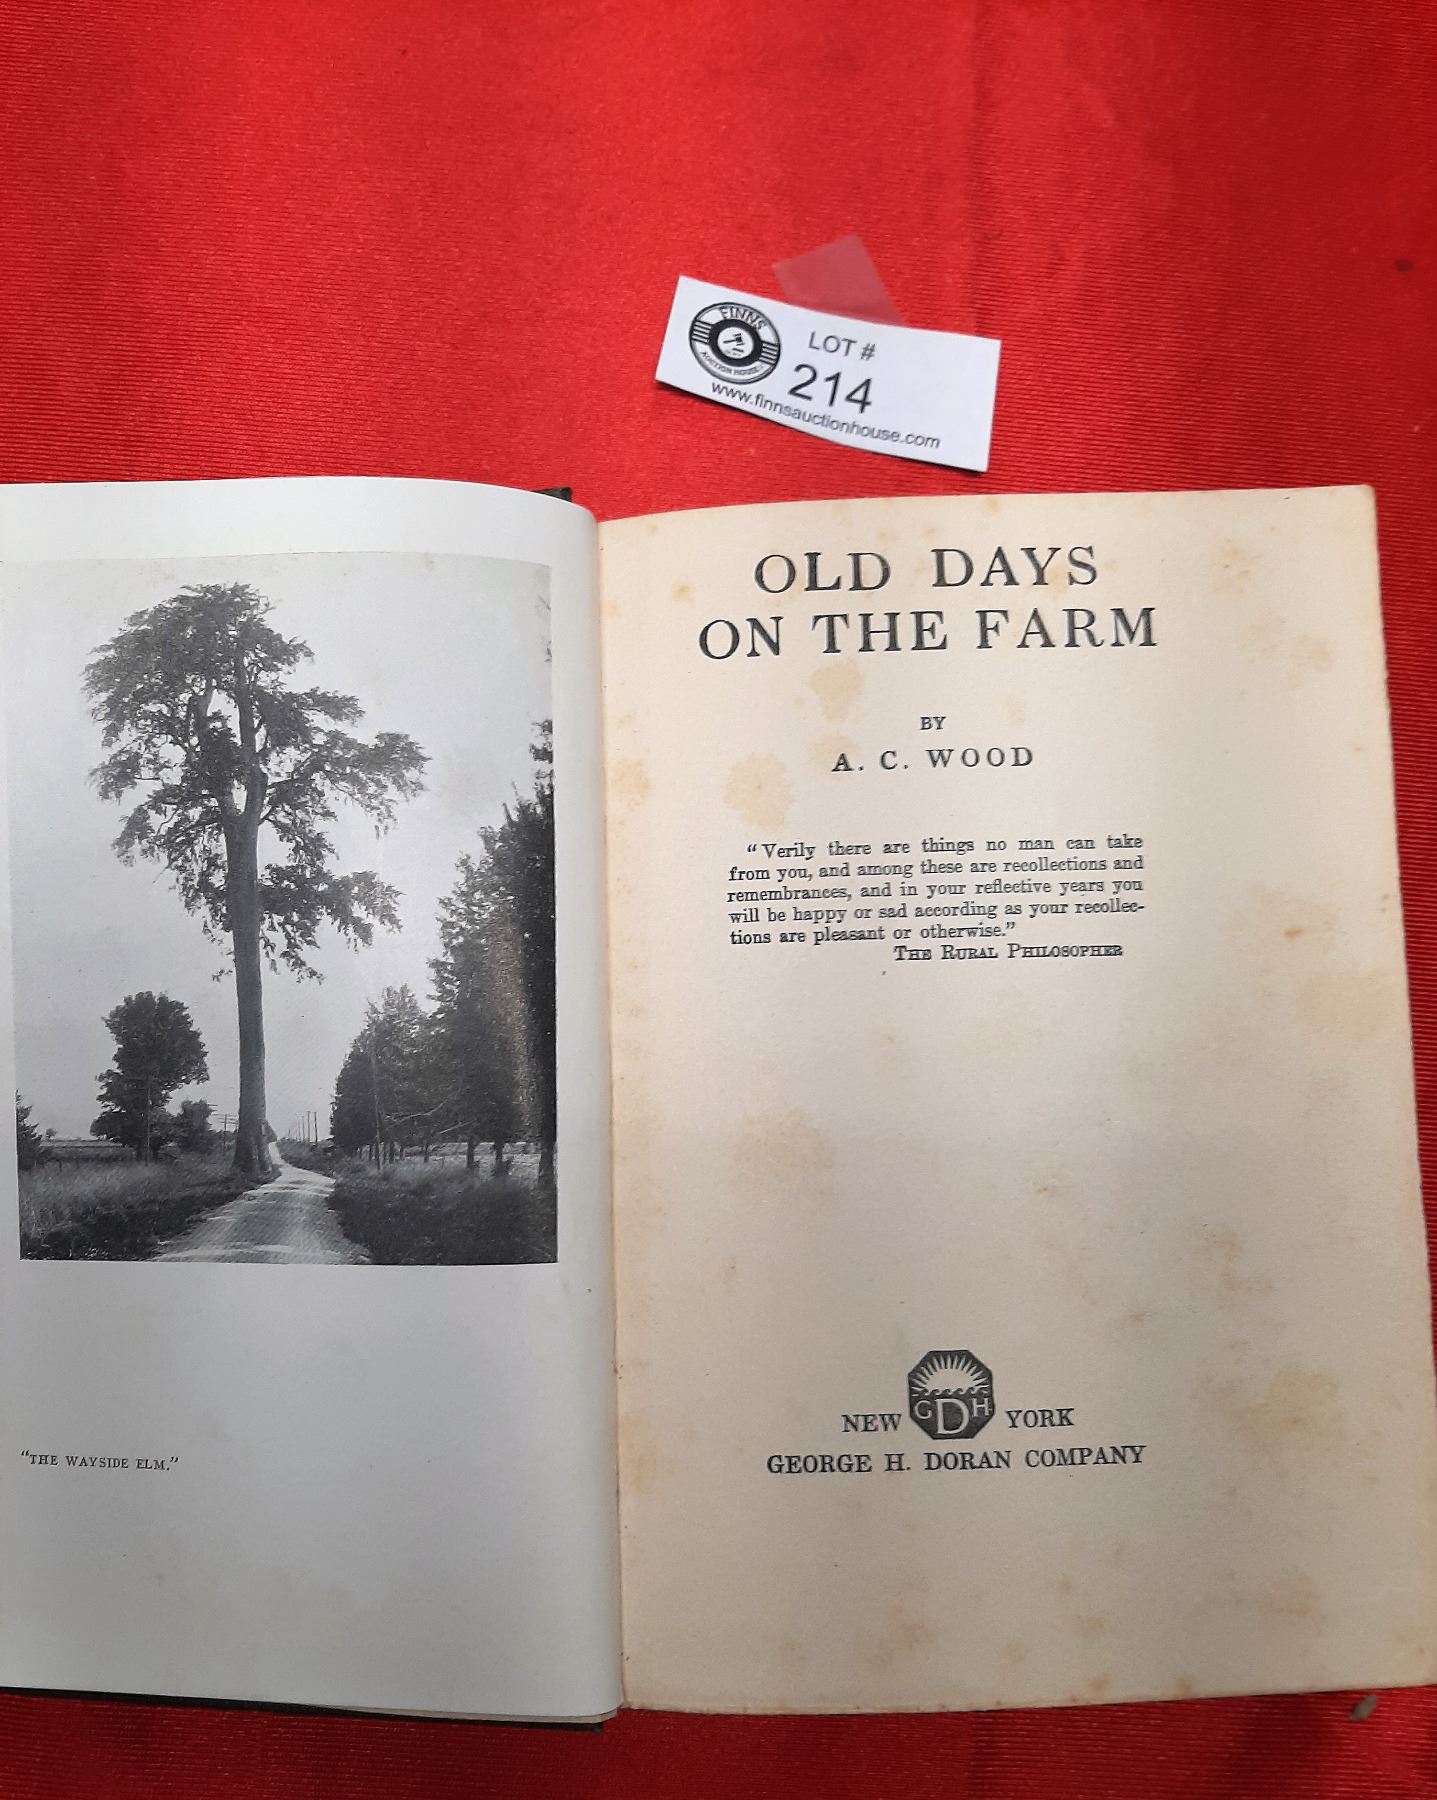 FINNS
AUCTION HOUSE
LOT #
214
www.finnsauctionhouse.com
OLD DAYS
ON THE FARM
BY
A. C. WOOD
“Verily there are things no man can take
from you, and among these are recollections and
remembrances, and in your reflective years you
will be happy or sad according as your recollec-
tions are pleasant or otherwise.”
THE RURAL PHILOSOPHER
"THE WAYSIDE ELM."
GDH
NEW YORK
GEORGE H. DORAN COMPANY